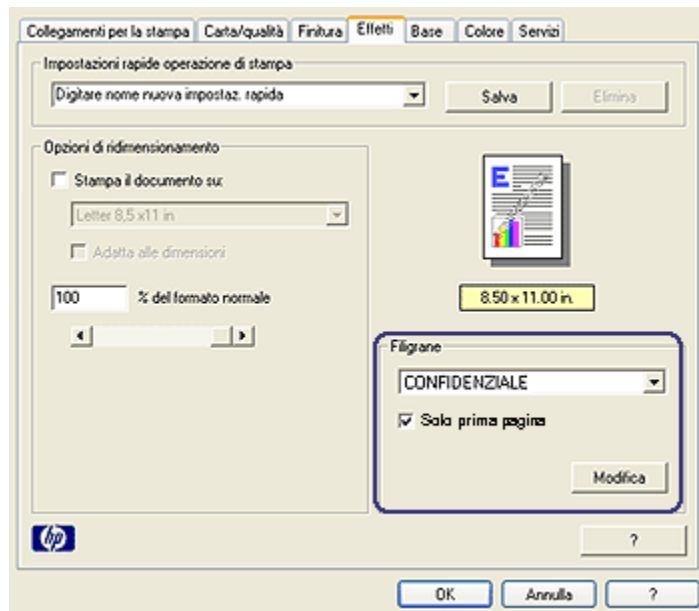 Collegamenti per la stampa Carta/qualità Finitura Effetti Base Colore Servizi
Impostazioni rapide operazione di stampa
Digitare nome nuova impostaz. rapida Salva Elimina
Opzioni di ridimensionamento
Stampa il documento su:
Letter 8,5 x11 in
Adatta alle dimensioni
100 % del formato normale
E
8.50 x 11.00 in.
Filigrane
CONFIDENZIALE
Solo prima pagina
Modifica
hp ?
OK Annulla ?